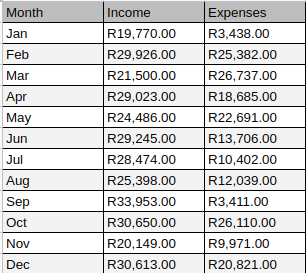 Month Income Expenses
Jan R19,770.00 R3,438.00
Feb R29,926.00 R25,382.00
Mar R21,500.00 R26,737.00
Apr R29,023.00 R18,685.00
May R24,486.00 R22,691.00
Jun R29,245.00 R13,706.00
Jul R28,474.00 R10,402.00
Aug R25,398.00 R12,039.00
Sep R33,953.00 R3,411.00
Oct R30,650.00 R26,110.00
Nov R20,149.00 R9,971.00
Dec R30,613.00 R20,821.00